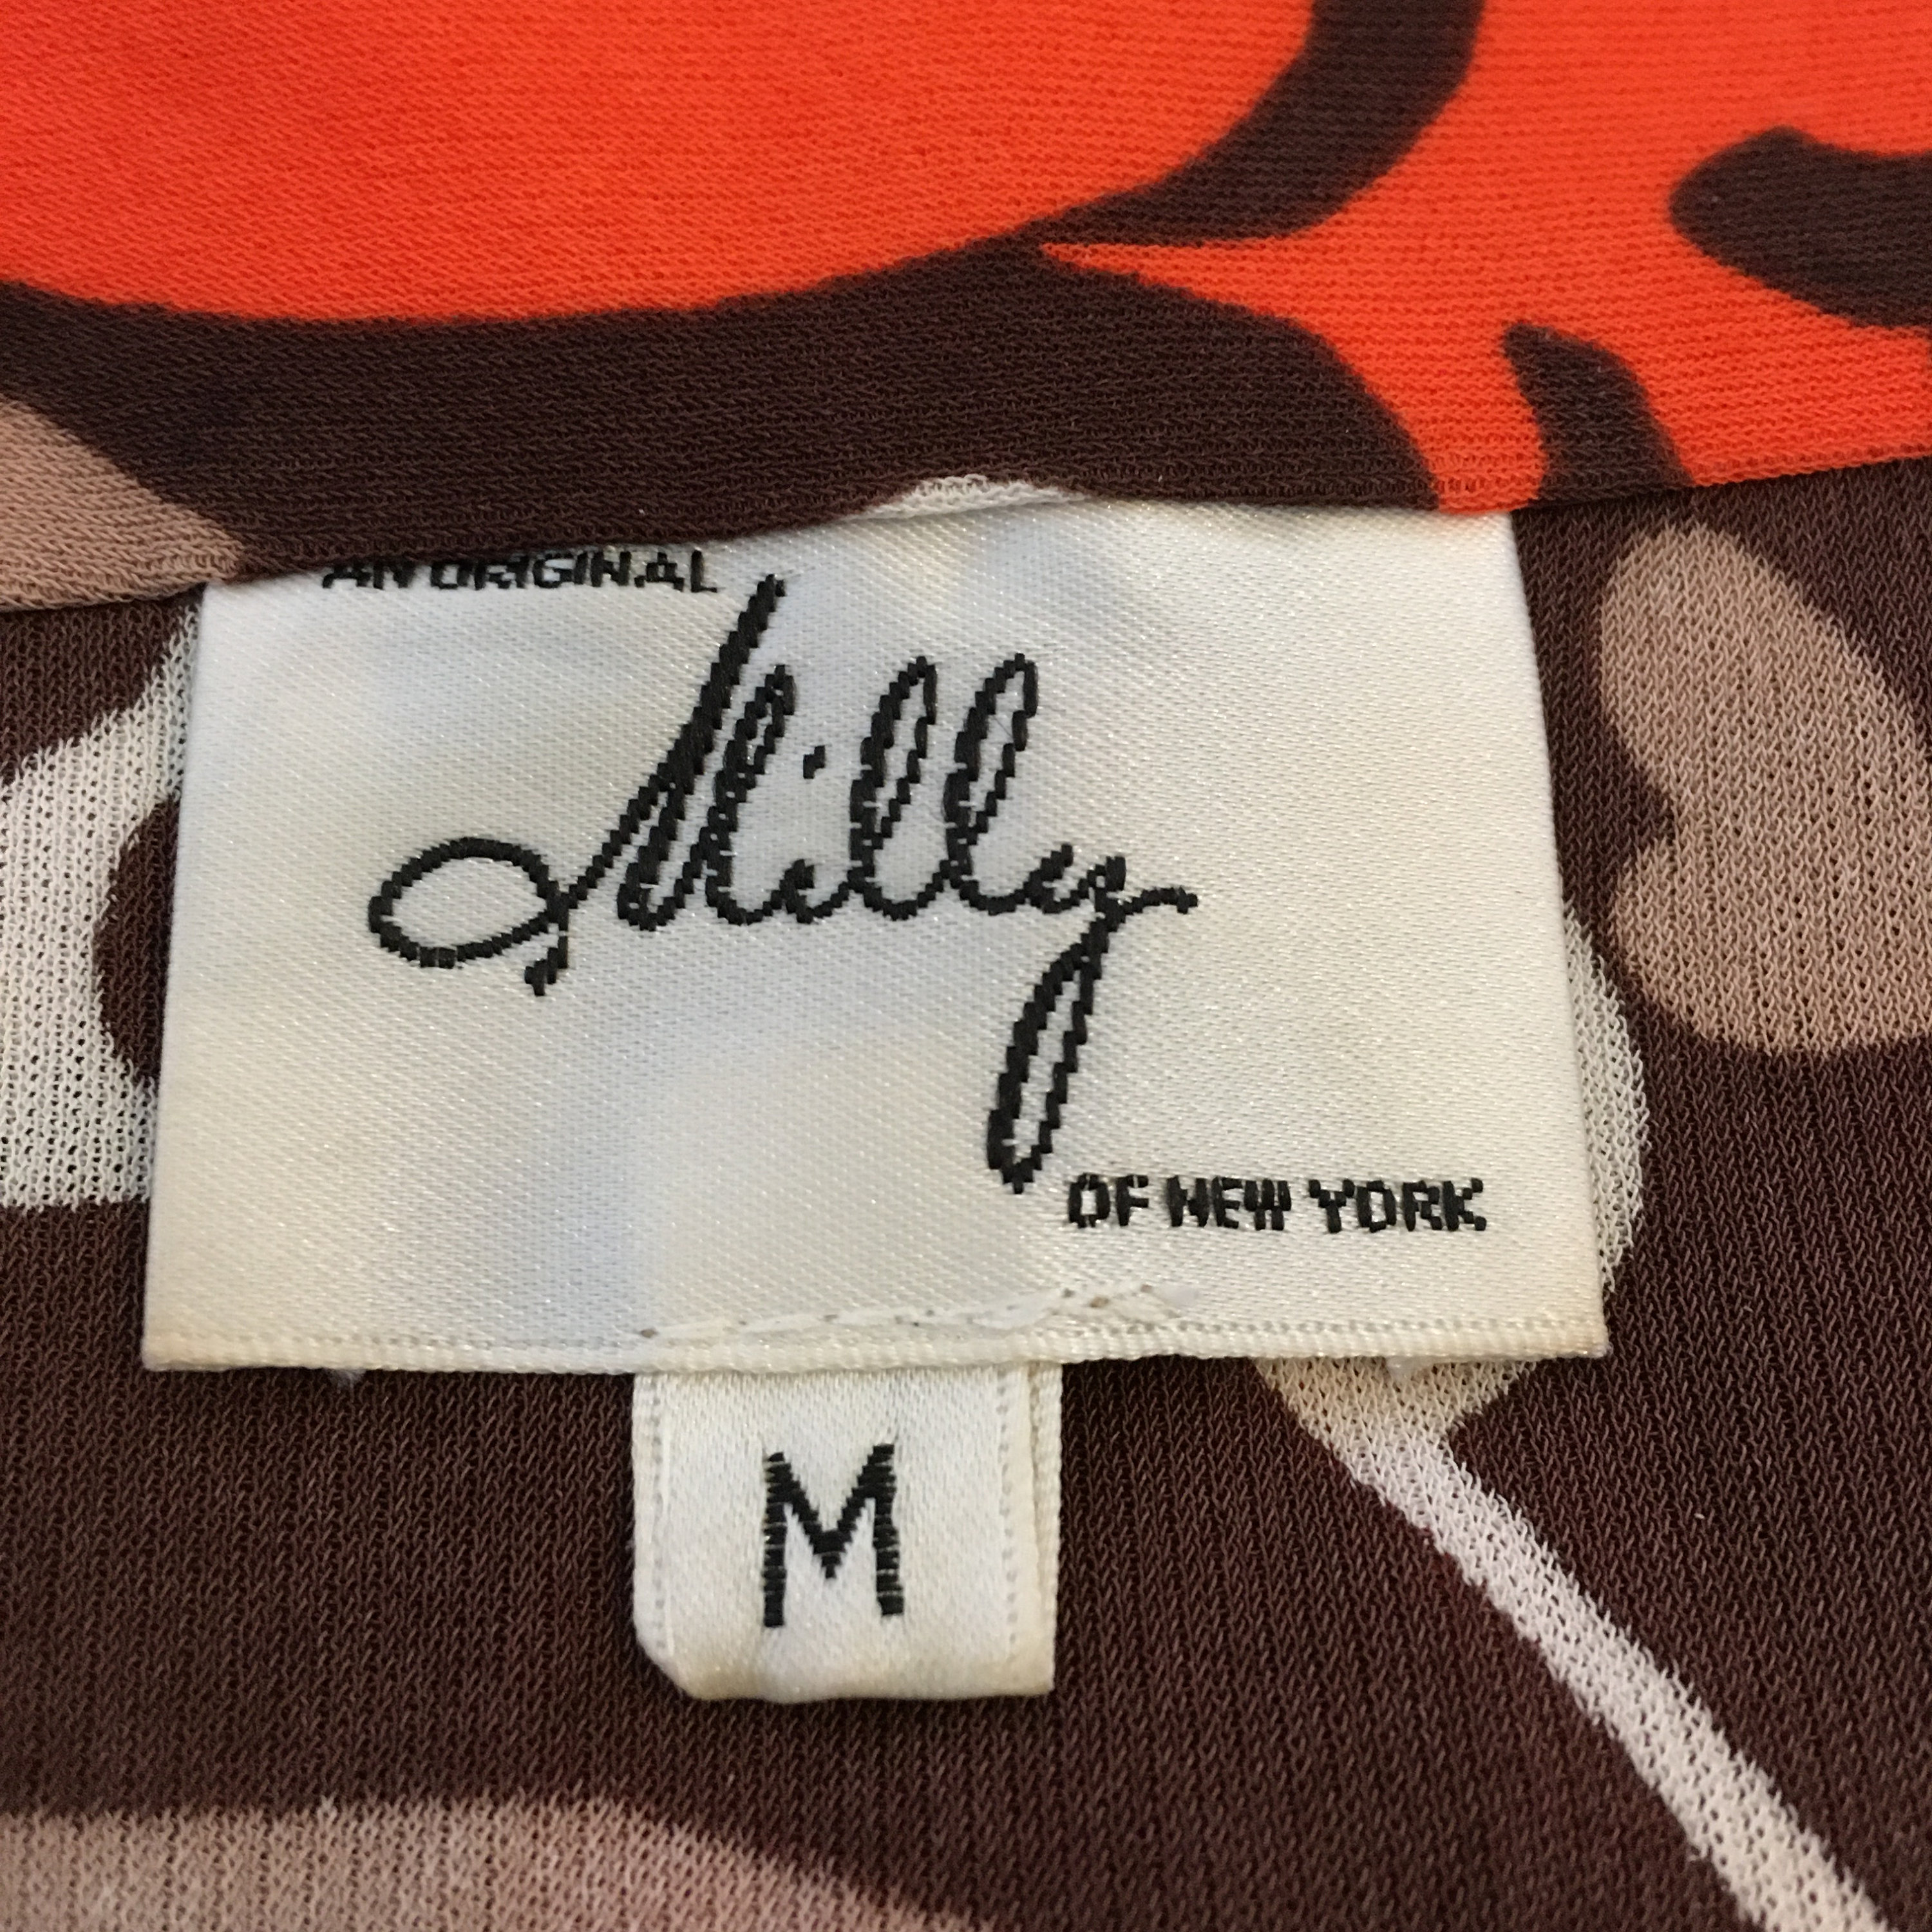 AN ORIGINAL
Milly
OF NEW YORK
M